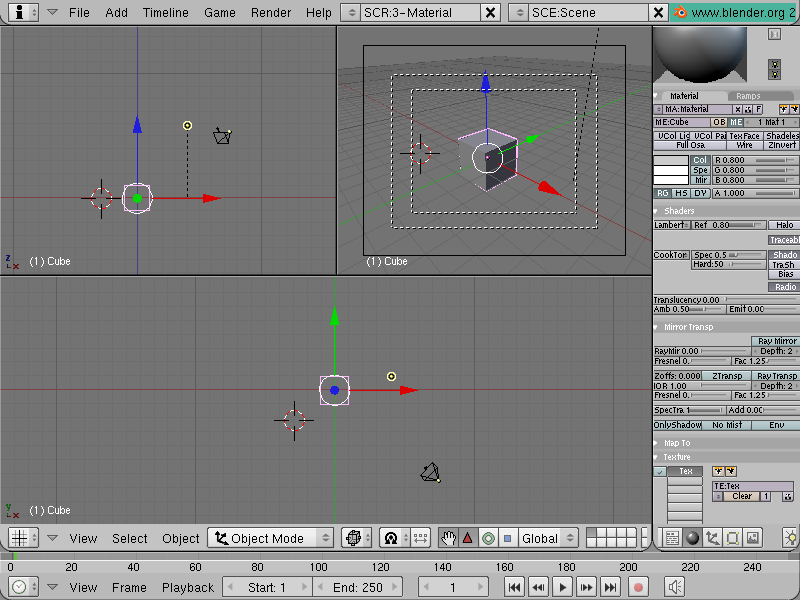 File Add Timeline Game Render Help SCR:3-Material SCE:Scene www.blender.org 2
(1) Cube
(1) Cube
(1) Cube
z
x
y
x
Material Ramps
MA:Material F
ME:Cube OB ME 1 Mat 1
VCol Lig VCol Pai TexFace Shadeles
Full Osa Wire ZInvert
Col R 0.800
Spe G 0.800
Mir B 0.800
RG HS DV A 1.000
Shaders
Lambert Ref 0.80 Halo
Traceabl
CookTor Spec 0.5 Shado
Hard:50 TraSh
Bias
Radio
Translucency 0.00
Amb 0.50 Emit 0.00
Mirror Transp
Ray Mirror
RayMir 0.00 Depth: 2
Fresnel 0. Fac 1.25
Zoffs: 0.000 ZTransp RayTransp
IOR 1.00 Depth: 2
Fresnel 0. Fac 1.25
SpecTra 1 Add 0.00
OnlyShadow No Mist Env
Map To
Texture
Tex
TE:Tex
Clear 1
View Select Object Object Mode Global
0 20 40 60 80 100 120 140 160 180 200 220 240
View Frame Playback Start: 1 End: 250 1